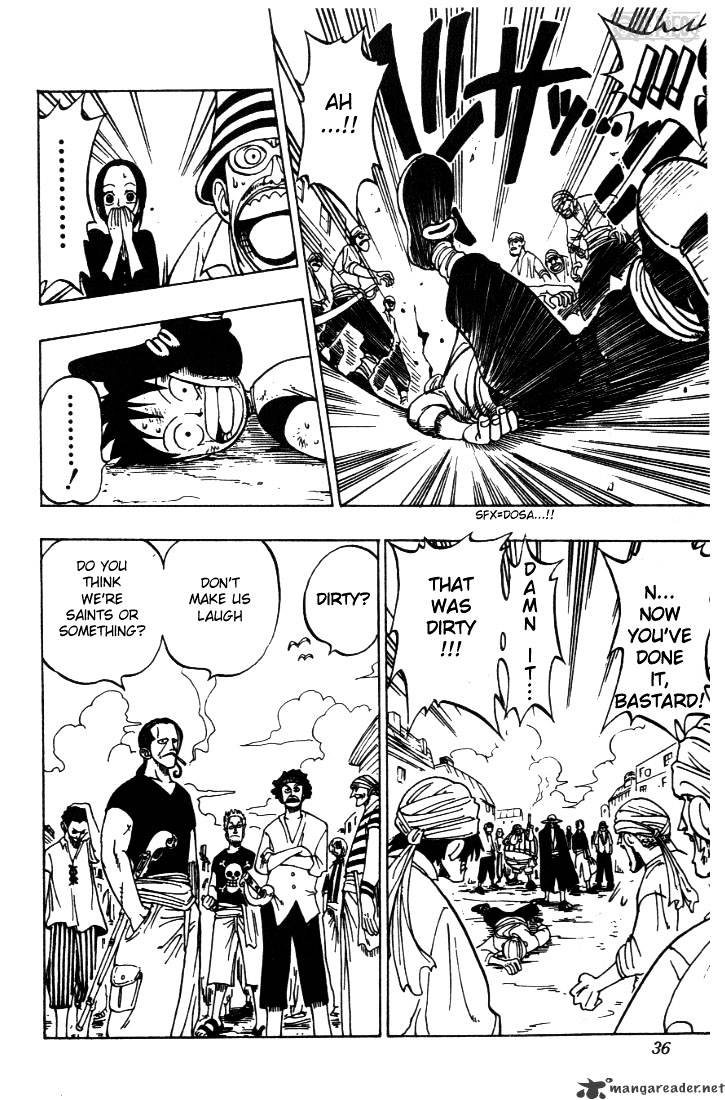 !!!!
AH
...!!
........
.......!
SFX=DOSA...!!
N...
NOW
YOU'VE
DONE
IT,
BASTARD!
DAMN IT...
THAT
WAS
DIRTY
!!!
DIRTY?
DON'T
MAKE US
LAUGH
DO YOU
THINK
WE'RE
SAINTS OR
SOMETHING?
36
mangareader.net